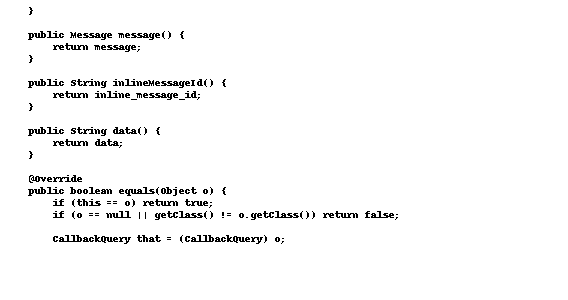 }
public Message message() {
return message;
}
public String inlineMessageId() {
return inline_message_id;
}
public String data() {
return data;
}
@Override
public boolean equals(Object o) {
if (this == o) return true;
if (o == null || getClass() != o.getClass()) return false;
CallbackQuery that = (CallbackQuery) o;